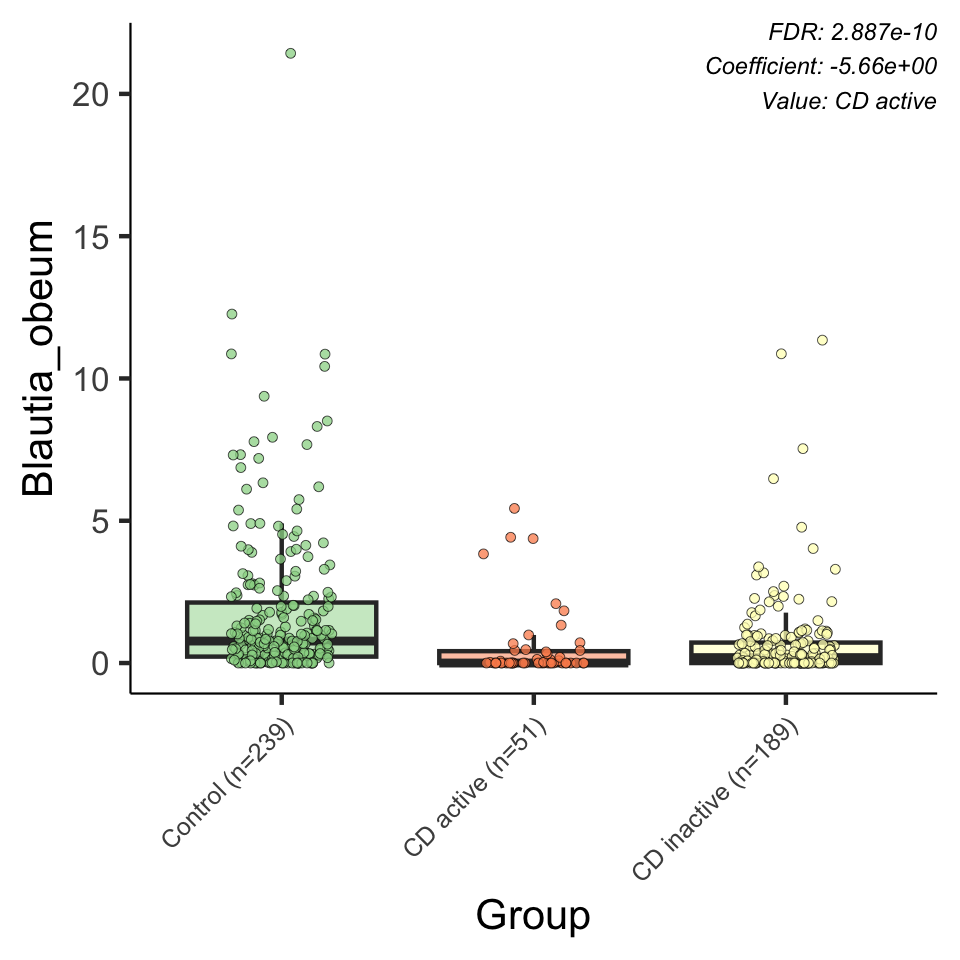 FDR: 2.887e-10
Coefficient: -5.66e+00
Value: CD active
20
15
10
5
0
Blautia_obeum
Control (n=239)
CD active (n=51)
CD inactive (n=189)
Group